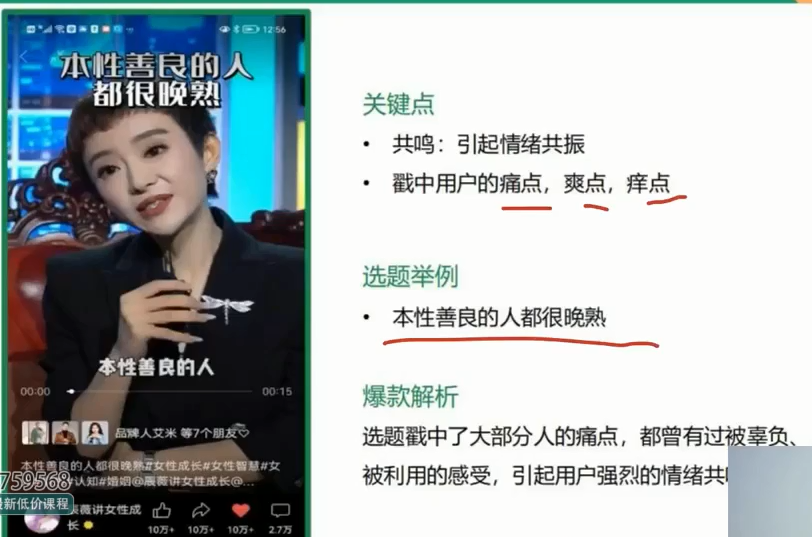 12:56
本性善良的人
都很晚熟
本性善良的人
00:00
00:15
品牌人艾米 等7个朋友♡
本性善良的人都很晚熟#女性成长#女性智慧#女
#认知#婚姻@晨薇讲女性成长@...
759568
最新低价课程
晨薇讲女性成
长
10万+
10万+
10万+
2.7万
关键点
• 共鸣：引起情绪共振
• 戳中用户的痛点，爽点，痒点
选题举例
• 本性善良的人都很晚熟
爆款解析
选题戳中了大部分人的痛点，都曾有过被辜负、
被利用的感受，引起用户强烈的情绪共